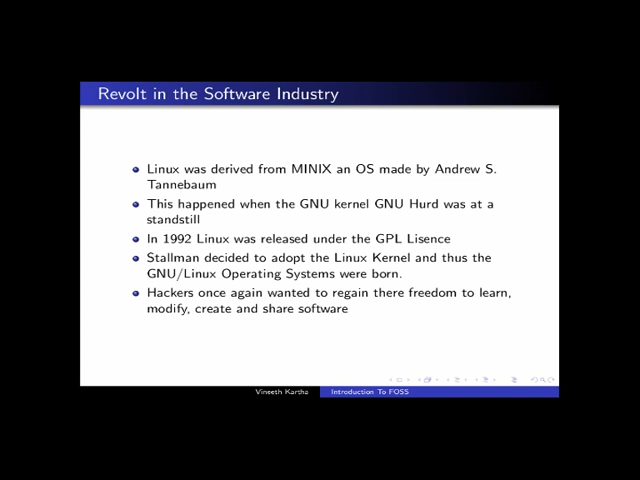 Revolt in the Software Industry
Linux was derived from MINIX an OS made by Andrew S.
Tannebaum
This happened when the GNU kernel GNU Hurd was at a
standstill
In 1992 Linux was released under the GPL Lisence
Stallman decided to adopt the Linux Kernel and thus the
GNU/Linux Operating Systems were born.
Hackers once again wanted to regain there freedom to learn,
modify, create and share software
Vineeth Kartha Introduction To FOSS